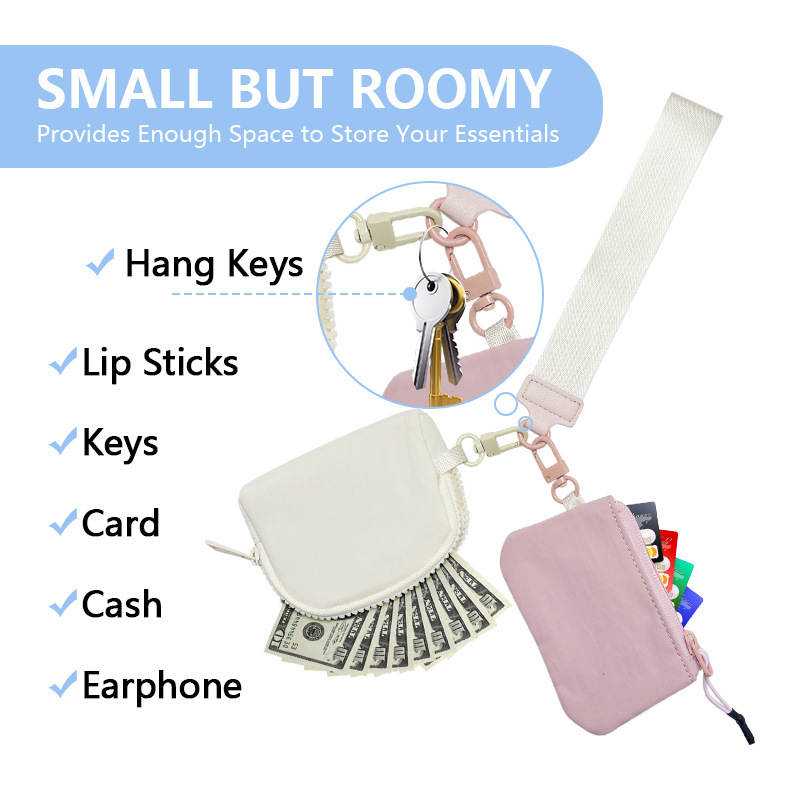 SMALL BUT ROOMY
Provides Enough Space to Store Your Essentials
Hang Keys
Lip Sticks
Keys
Card
Cash
Earphone